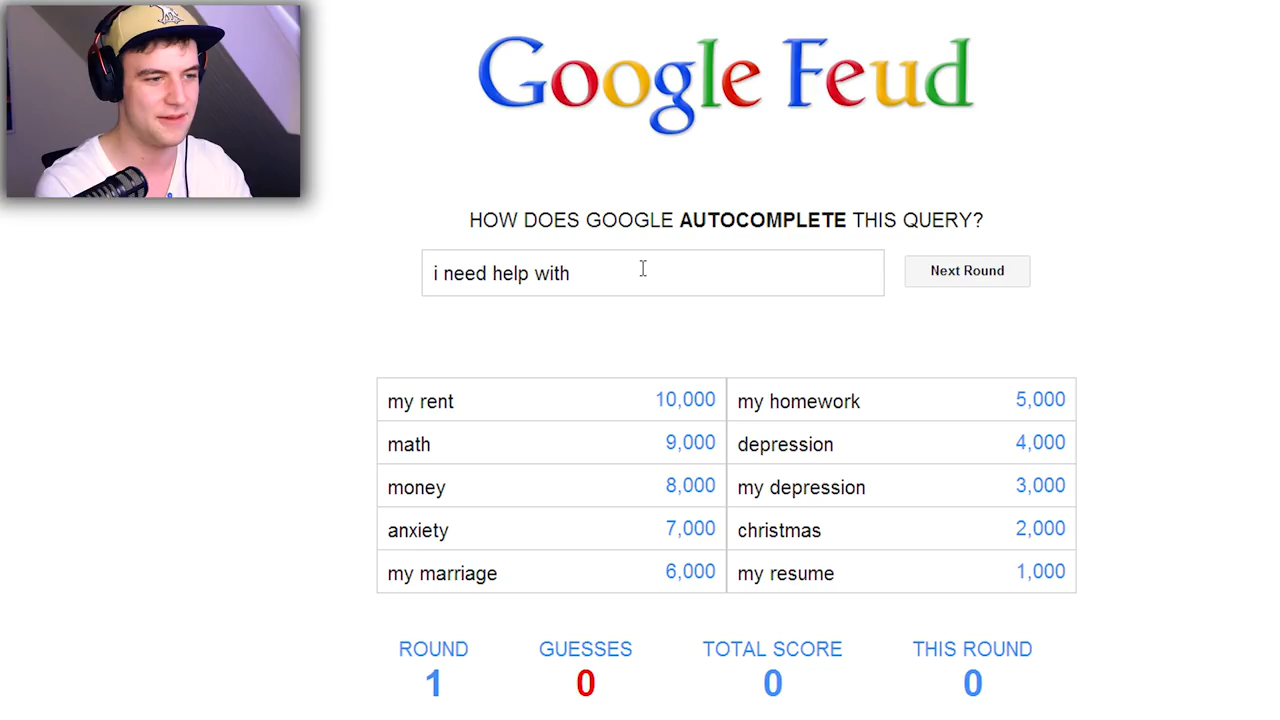 Google Feud
HOW DOES GOOGLE AUTOCOMPLETE THIS QUERY?
i need help with
Next Round
my rent 10,000 my homework 5,000
math 9,000 depression 4,000
money 8,000 my depression 3,000
anxiety 7,000 christmas 2,000
my marriage 6,000 my resume 1,000
ROUND GUESSES TOTAL SCORE THIS ROUND
1 0 0 0